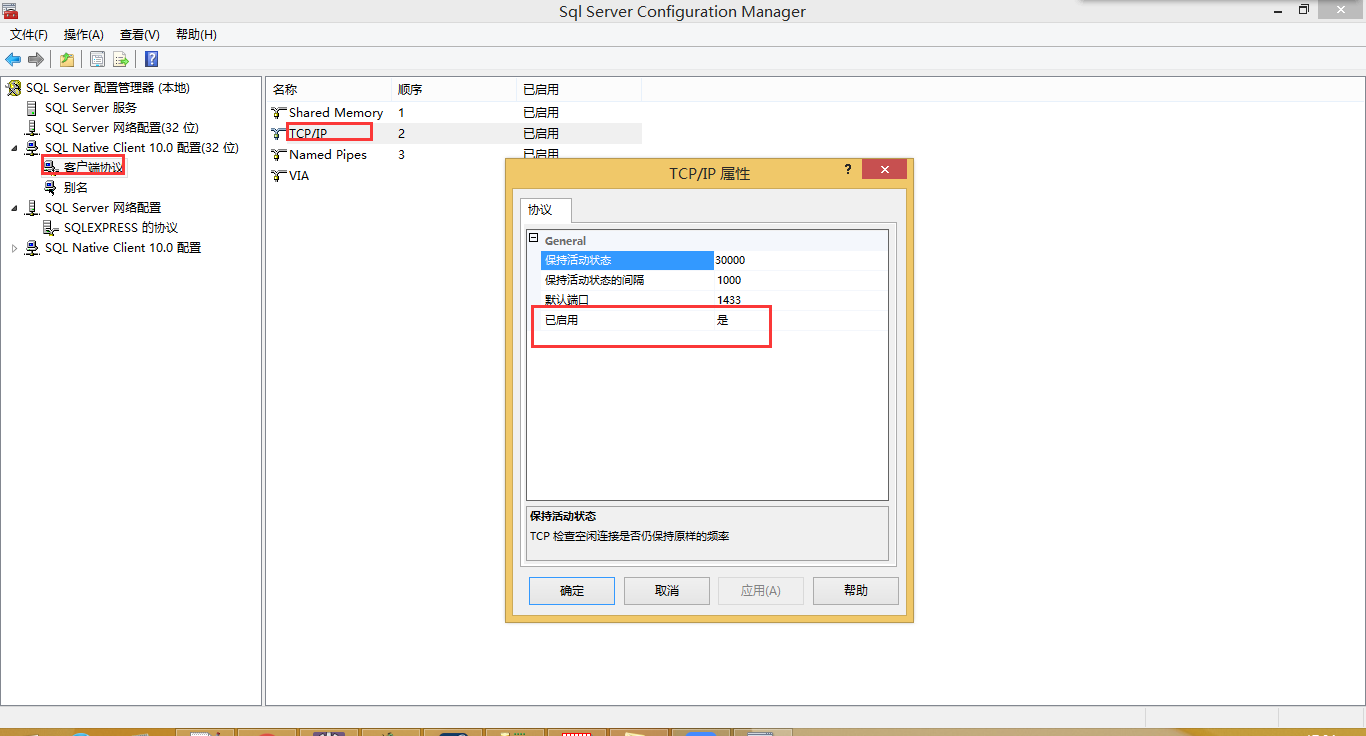 Sql Server Configuration Manager
文件(F) 操作(A) 查看(V) 帮助(H)
SQL Server 配置管理器 (本地)
SQL Server 服务
SQL Server 网络配置(32 位)
SQL Native Client 10.0 配置(32 位)
客户端协议
别名
SQL Server 网络配置
SQLEXPRESS 的协议
SQL Native Client 10.0 配置
名称 顺序 已启用
Shared Memory 1 已启用
TCP/IP 2 已启用
Named Pipes 3 已启用
VIA
TCP/IP 属性
协议
General
保持活动状态 30000
保持活动状态的间隔 1000
默认端口 1433
已启用 是
保持活动状态
TCP 检查空闲连接是否仍保持原样的频率
确定 取消 应用(A) 帮助